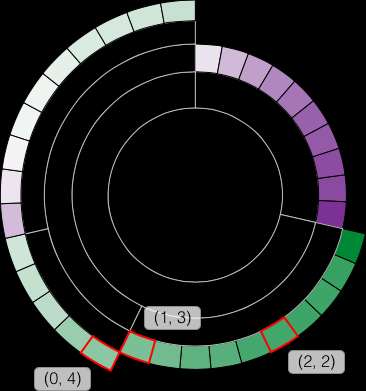 (1, 3)
(2, 2)
(0, 4)